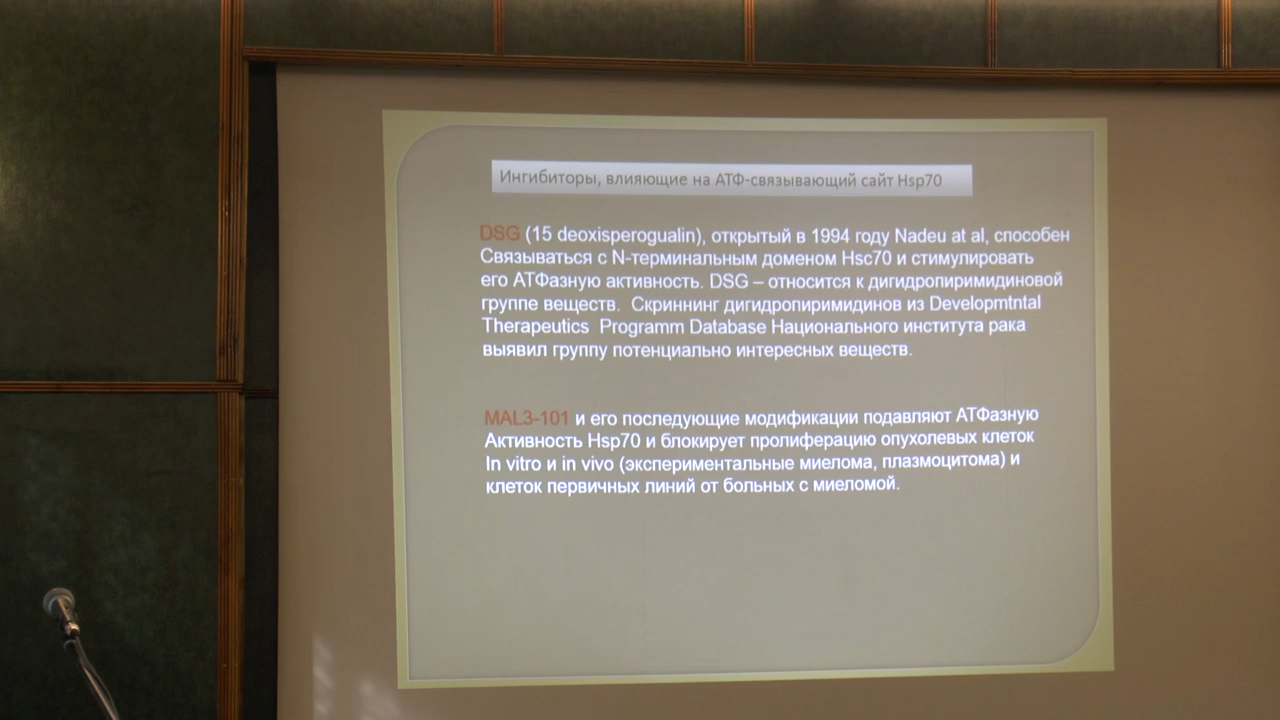 Ингибиторы, влияющие на АТФ-связывающий сайт Hsp70
DSG (15 deoxisperogualin), открытый в 1994 году Nadeu at al, способен
Связываться с N-терминальным доменом Hsc70 и стимулировать
его АТФазную активность. DSG – относится к дигидропиримидиновой
группе веществ. Скриннинг дигидропиримидинов из Developmtntal
Therapeutics Programm Database Национального института рака
выявил группу потенциально интересных веществ.
MAL3-101 и его последующие модификации подавляют АТФазную
Активность Hsp70 и блокирует пролиферацию опухолевых клеток
In vitro и in vivo (экспериментальные миелома, плазмоцитома) и
клеток первичных линий от больных с миеломой.